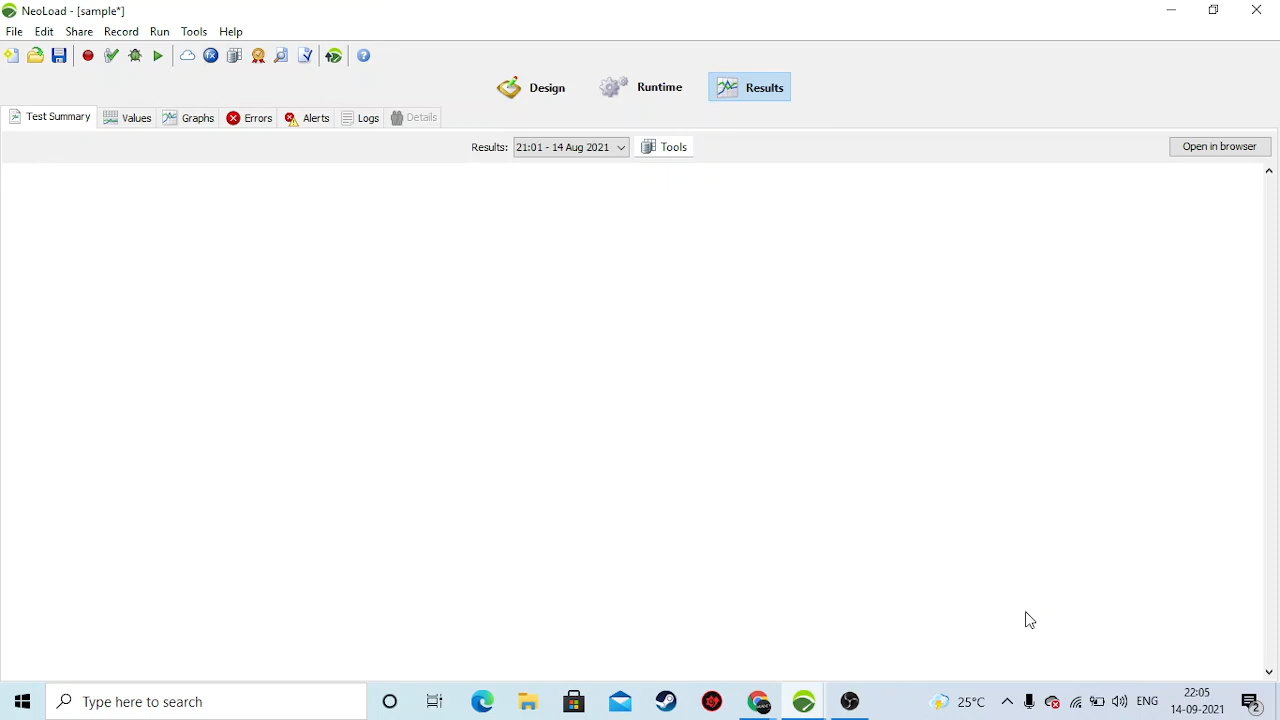 NeoLoad - [sample*]
File Edit Share Record Run Tools Help
Design Runtime Results
Test Summary Values Graphs Errors Alerts Logs Details
Results: 21:01 - 14 Aug 2021 Tools Open in browser
Type here to search 25°C ENG 22:05
14-09-2021 2